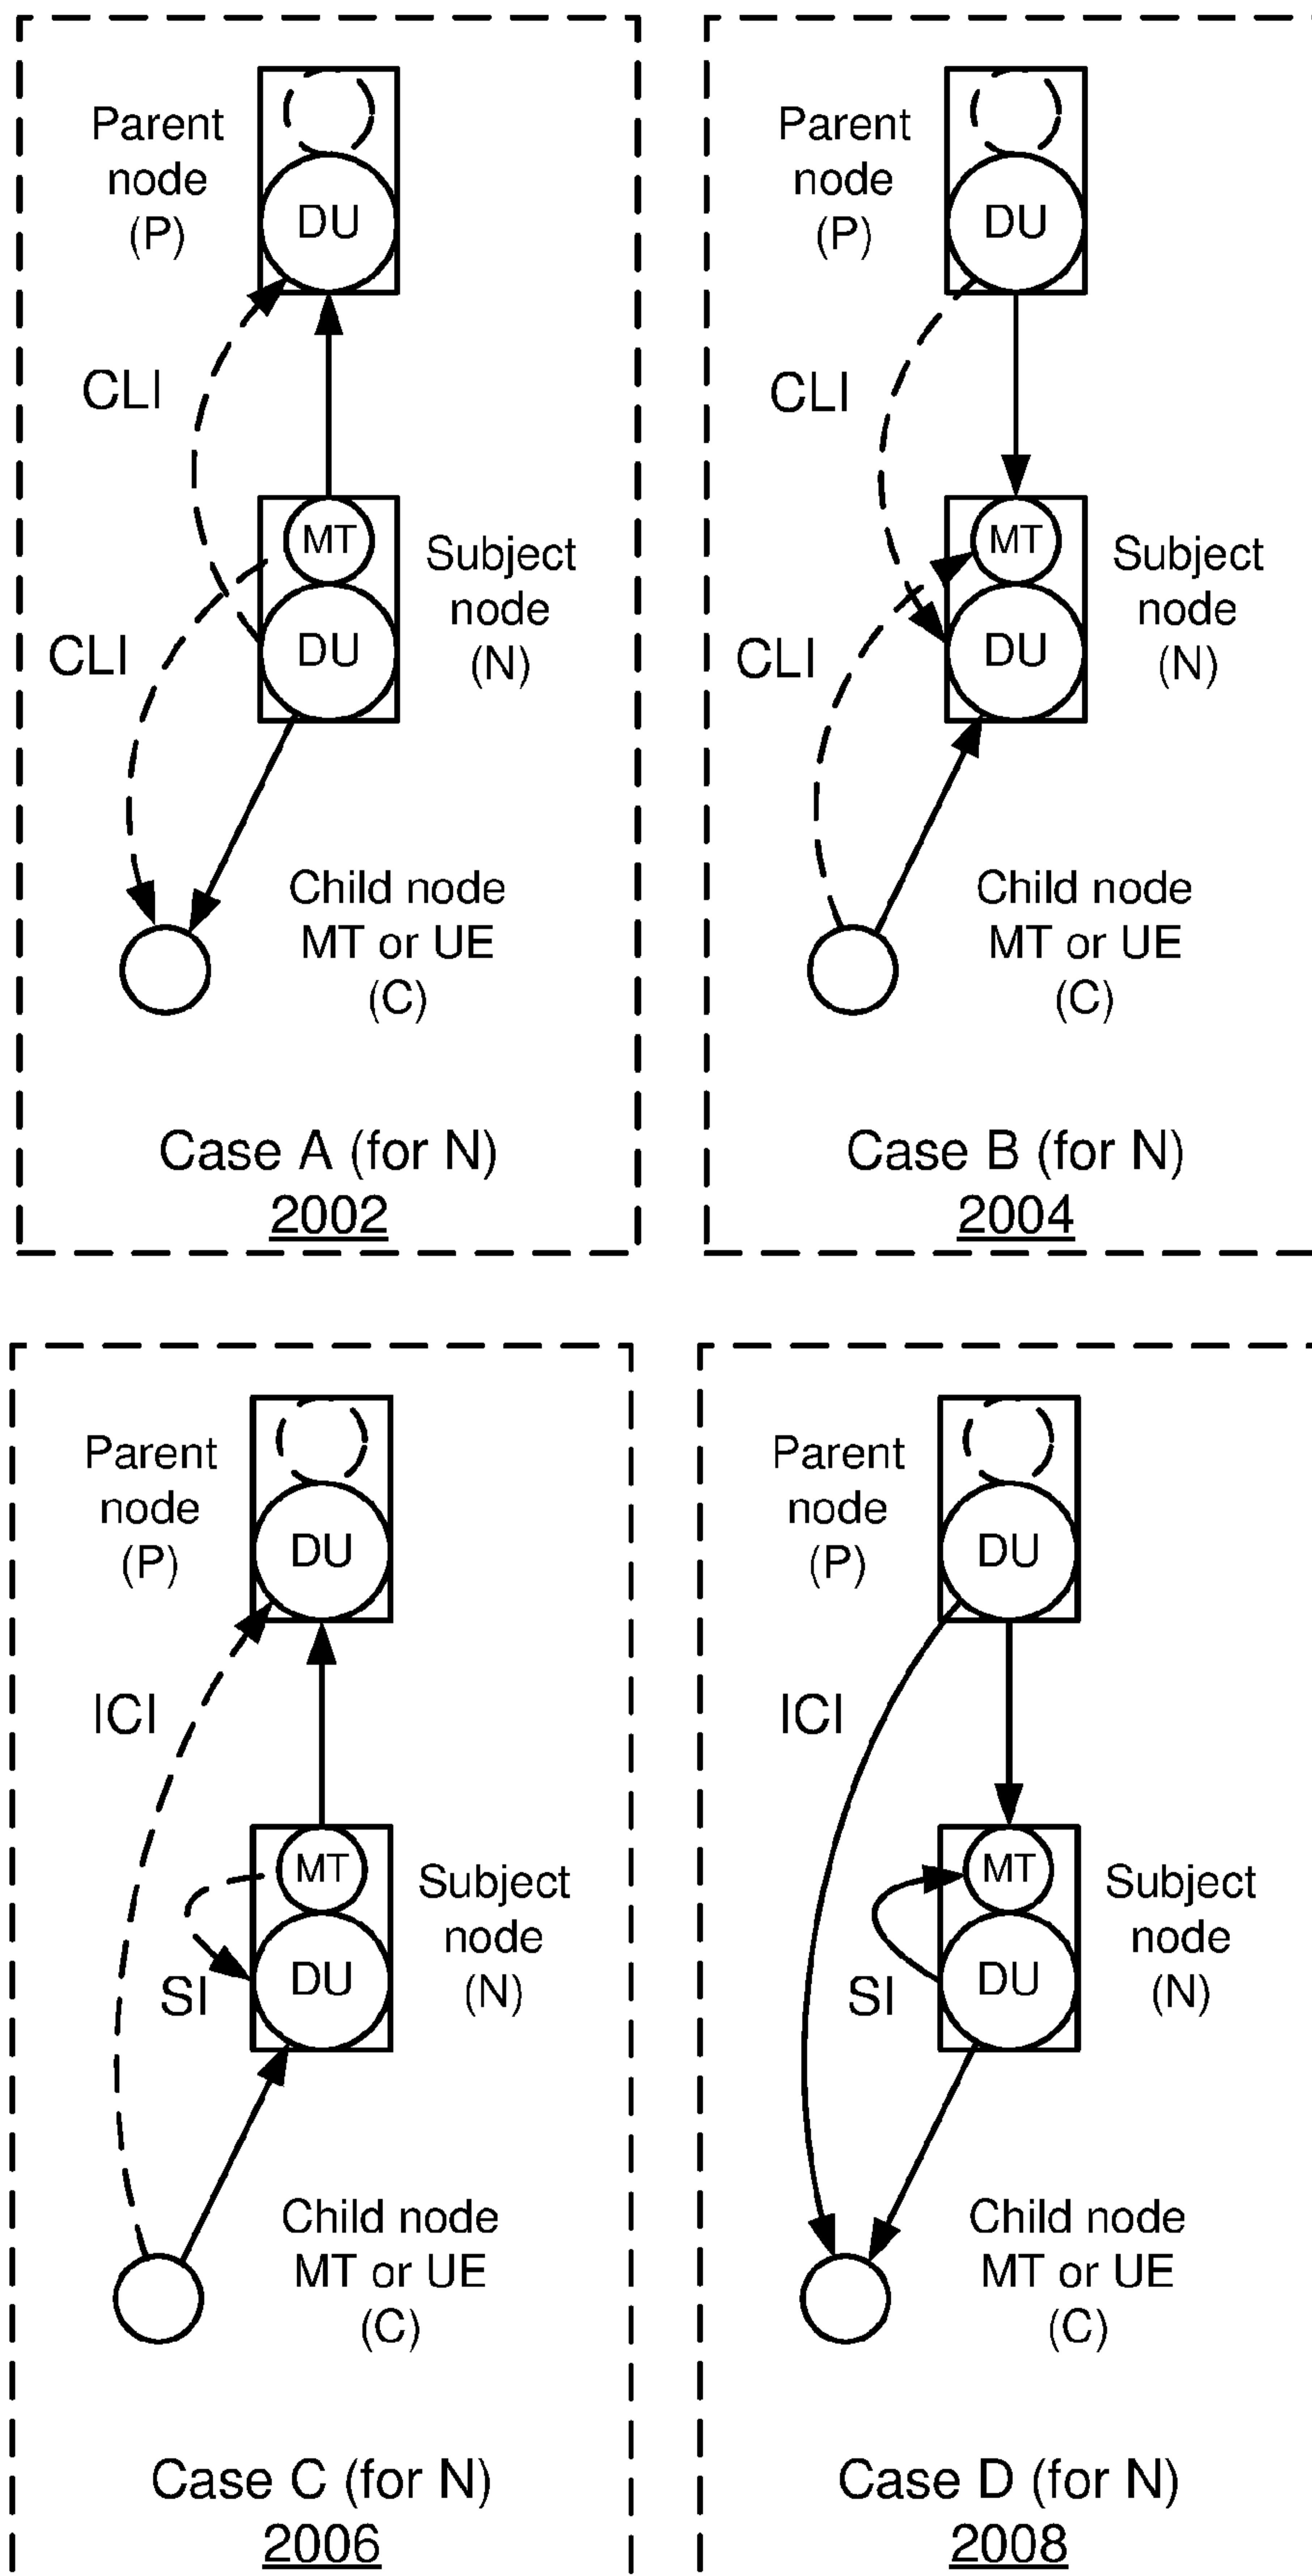 Parent
node
(P)
DU
CLI
MT
Subject
node
(N)
CLI
DU
Child node
MT or UE
(C)
Case A (for N)
2002
Parent
node
(P)
DU
CLI
MT
Subject
node
(N)
CLI
DU
Child node
MT or UE
(C)
Case B (for N)
2004
Parent
node
(P)
DU
ICI
MT
Subject
node
(N)
SI
DU
Child node
MT or UE
(C)
Case C (for N)
2006
Parent
node
(P)
DU
ICI
MT
Subject
node
(N)
SI
DU
Child node
MT or UE
(C)
Case D (for N)
2008